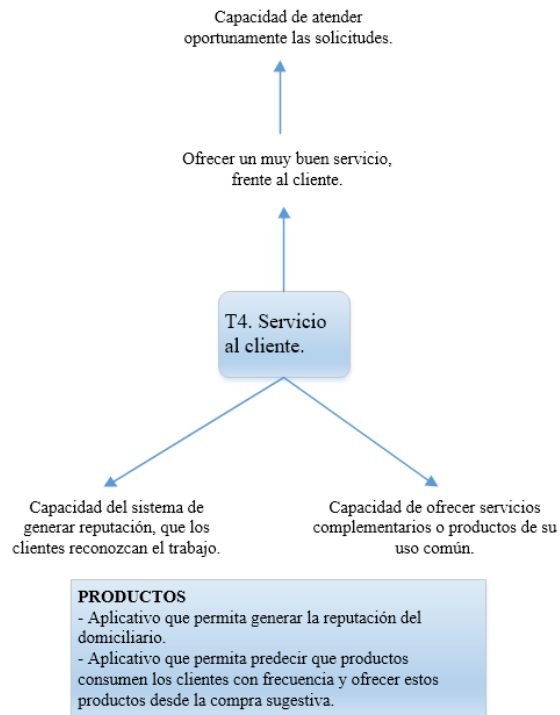 Capacidad de atender
oportunamente las solicitudes.
Ofrecer un muy buen servicio,
frente al cliente.
T4. Servicio
al cliente.
Capacidad del sistema de
generar reputación, que los
clientes reconozcan el trabajo.
Capacidad de ofrecer servicios
complementarios o productos de su
uso común.
PRODUCTOS
- Aplicativo que permita generar la reputación del
domiciliario.
- Aplicativo que permita predecir que productos
consumen los clientes con frecuencia y ofrecer estos
productos desde la compra sugestiva.